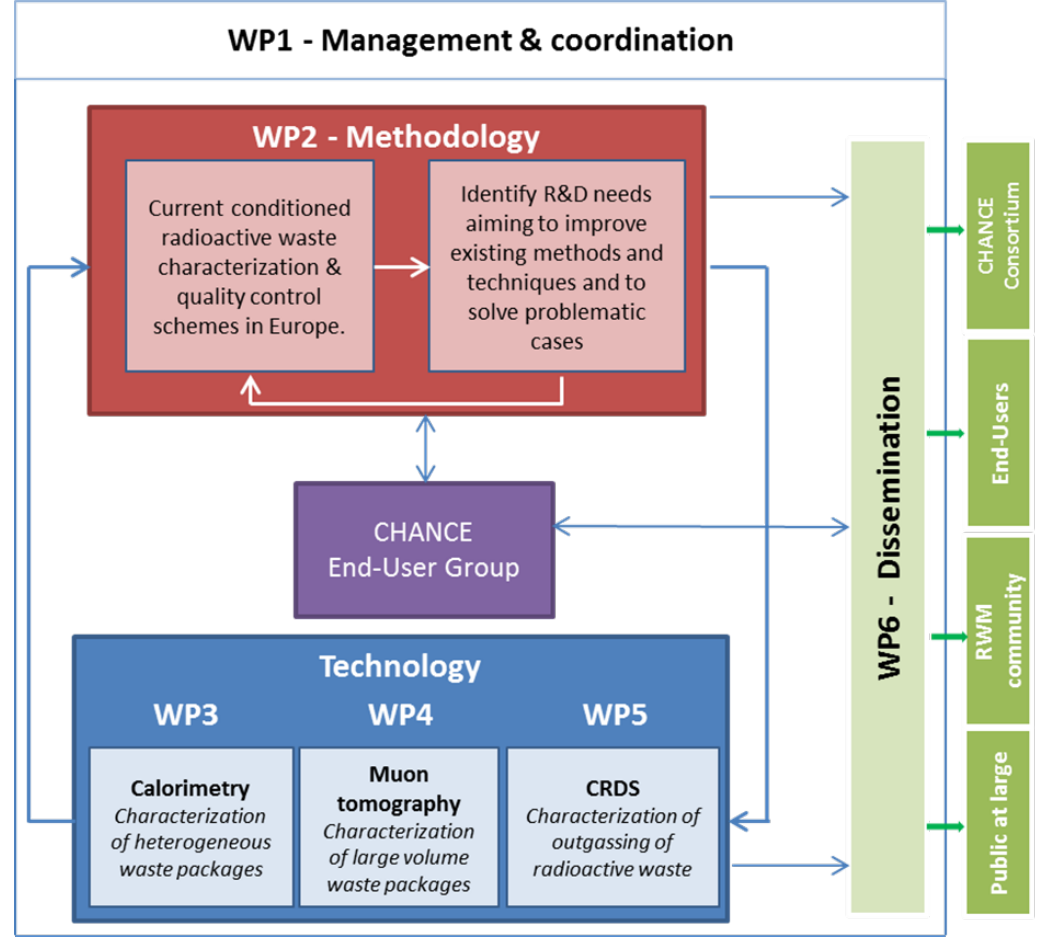 WP1 - Management & coordination
WP2 - Methodology
Current conditioned
radioactive waste
characterization &
quality control
schemes in Europe.
Identify R&D needs
aiming to improve
existing methods and
techniques and to
solve problematic
cases
CHANCE
End-User Group
Technology
WP3
WP4
WP5
Calorimetry
Characterization
of heterogeneous
waste packages
Muon
tomography
Characterization
of large volume
waste packages
CRDS
Characterization of
outgassing of
radioactive waste
WP6 - Dissemination
CHANCE
Consortium
End-Users
RWM
community
Public at large